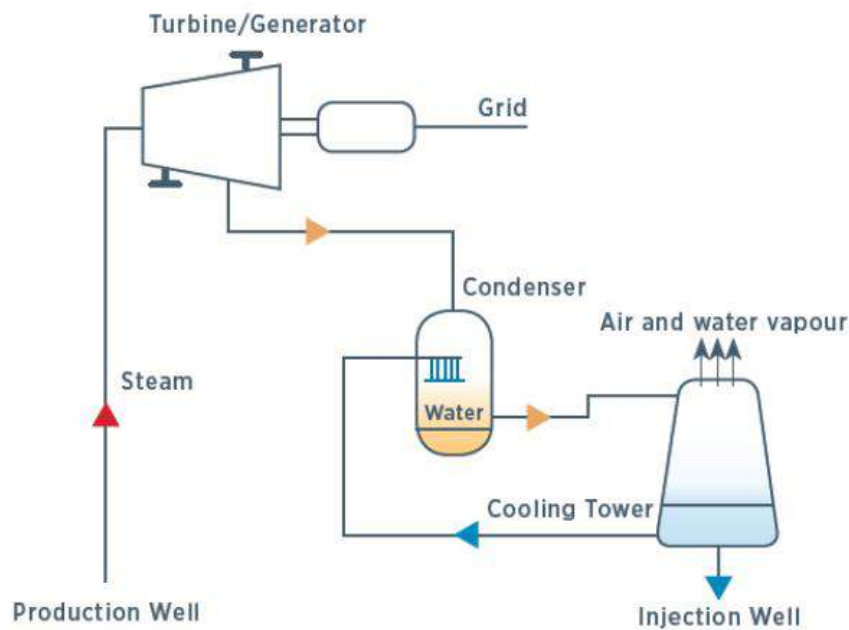 Turbine/Generator
Grid
Condenser
Air and water vapour
Steam
Water
Cooling Tower
Production Well
Injection Well